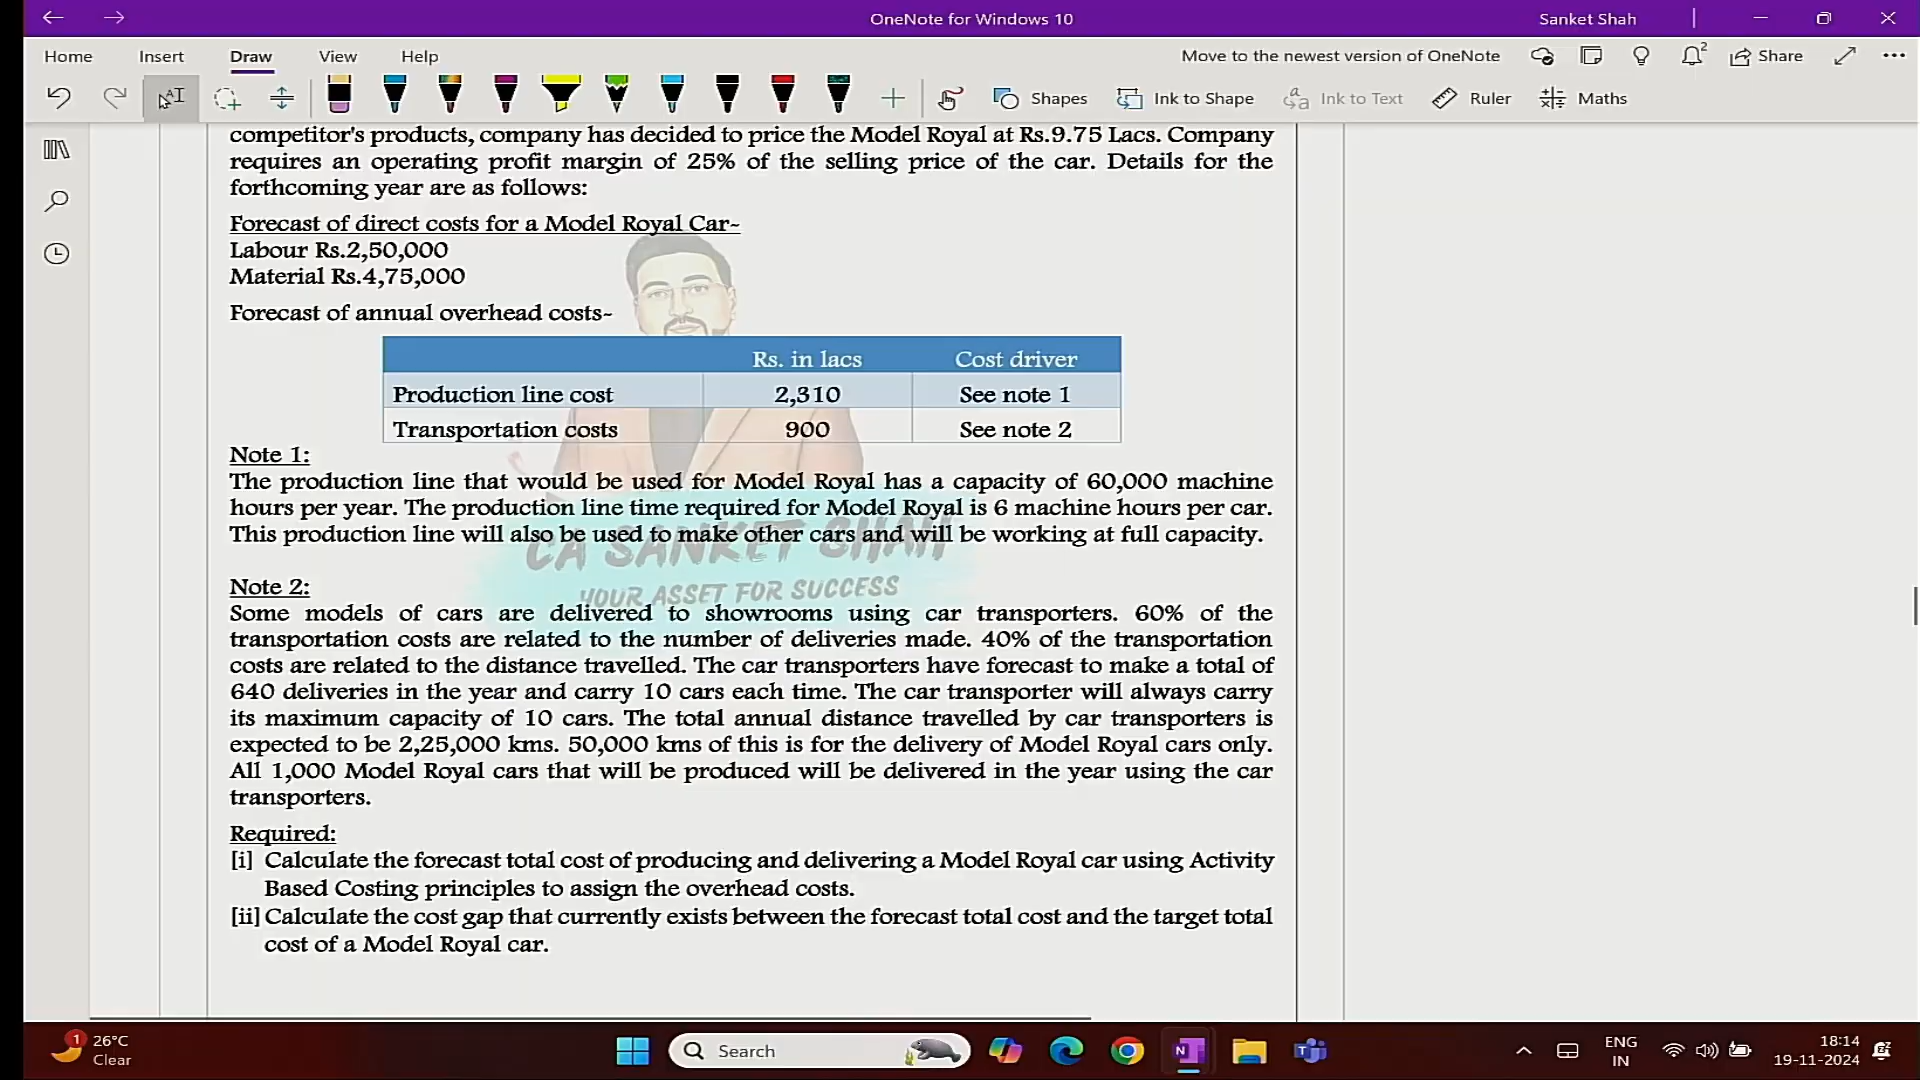 OneNote for Windows 10
Sanket Shah
Home Insert Draw View Help
Move to the newest version of OneNote
2
Share
Shapes
Ink to Shape
Ink to Text
Ruler
Maths
competitor's products, company has decided to price the Model Royal at Rs.9.75 Lacs. Company
requires an operating profit margin of 25% of the selling price of the car. Details for the
forthcoming year are as follows:
Forecast of direct costs for a Model Royal Car-
Labour Rs.2,50,000
Material Rs.4,75,000
Forecast of annual overhead costs-
Rs. in lacs Cost driver
Production line cost 2,310 See note 1
Transportation costs 900 See note 2
Note 1:
The production line that would be used for Model Royal has a capacity of 60,000 machine
hours per year. The production line time required for Model Royal is 6 machine hours per car.
This production line will also be used to make other cars and will be working at full capacity.
CA SANKET SHAH
YOUR ASSET FOR SUCCESS
Note 2:
Some models of cars are delivered to showrooms using car transporters. 60% of the
transportation costs are related to the number of deliveries made. 40% of the transportation
costs are related to the distance travelled. The car transporters have forecast to make a total of
640 deliveries in the year and carry 10 cars each time. The car transporter will always carry
its maximum capacity of 10 cars. The total annual distance travelled by car transporters is
expected to be 2,25,000 kms. 50,000 kms of this is for the delivery of Model Royal cars only.
All 1,000 Model Royal cars that will be produced will be delivered in the year using the car
transporters.
Required:
[i] Calculate the forecast total cost of producing and delivering a Model Royal car using Activity
Based Costing principles to assign the overhead costs.
[ii] Calculate the cost gap that currently exists between the forecast total cost and the target total
cost of a Model Royal car.
1
26°C
Clear
Search
ENG
IN
18:14
19-11-2024